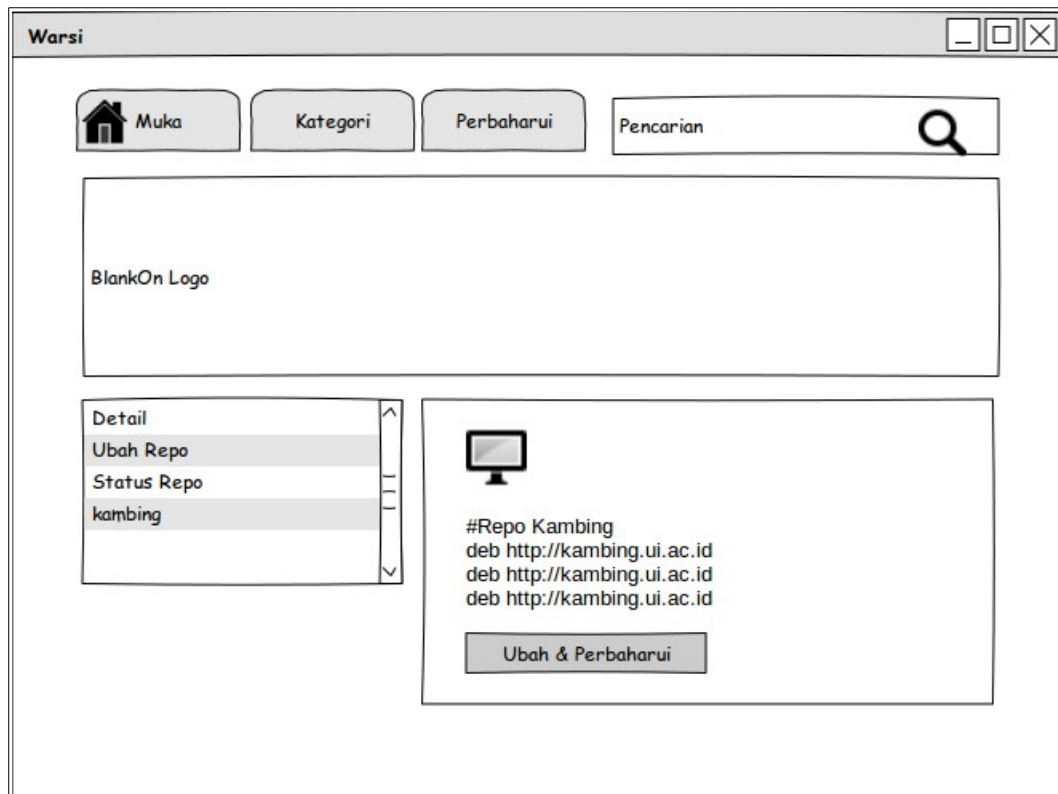 Warsi
Muka
Kategori
Perbaharui
Pencarian
BlankOn Logo
Detail
Ubah Repo
Status Repo
kambing
#Repo Kambing
deb http://kambing.ui.ac.id
deb http://kambing.ui.ac.id
deb http://kambing.ui.ac.id
Ubah & Perbaharui